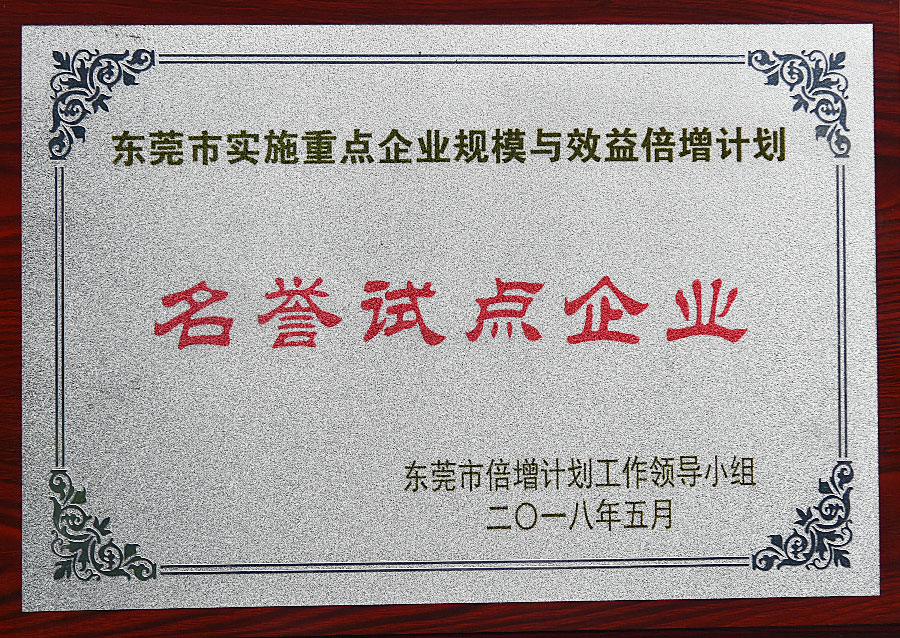 东莞市实施重点企业规模与效益倍增计划
名誉试点企业
东莞市倍增计划工作领导小组
二〇一八年五月